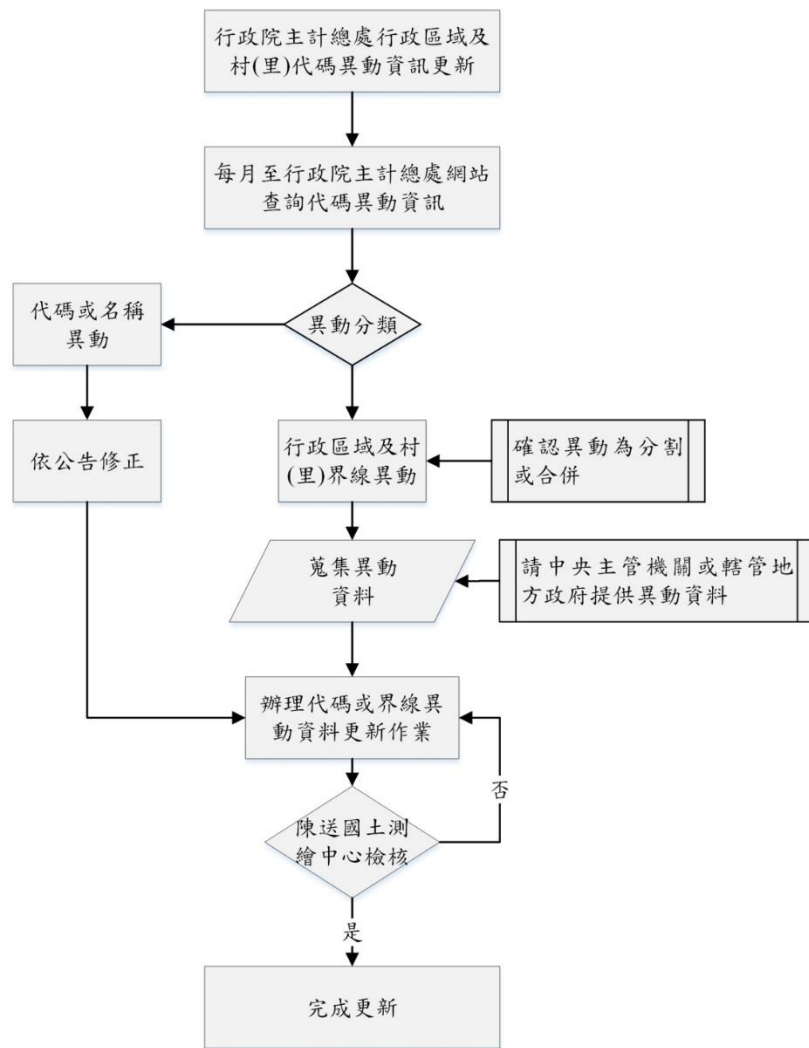 行政院主計總處行政區域及
村(里)代碼異動資訊更新
每月至行政院主計總處網站
查詢代碼異動資訊
代碼或名稱
異動
異動分類
依公告修正
行政區域及村
(里)界線異動
確認異動為分割
或合併
蒐集異動
資料
請中央主管機關或轄管地
方政府提供異動資料
辦理代碼或界線異
動資料更新作業
否
陳送國土測
繪中心檢核
是
完成更新